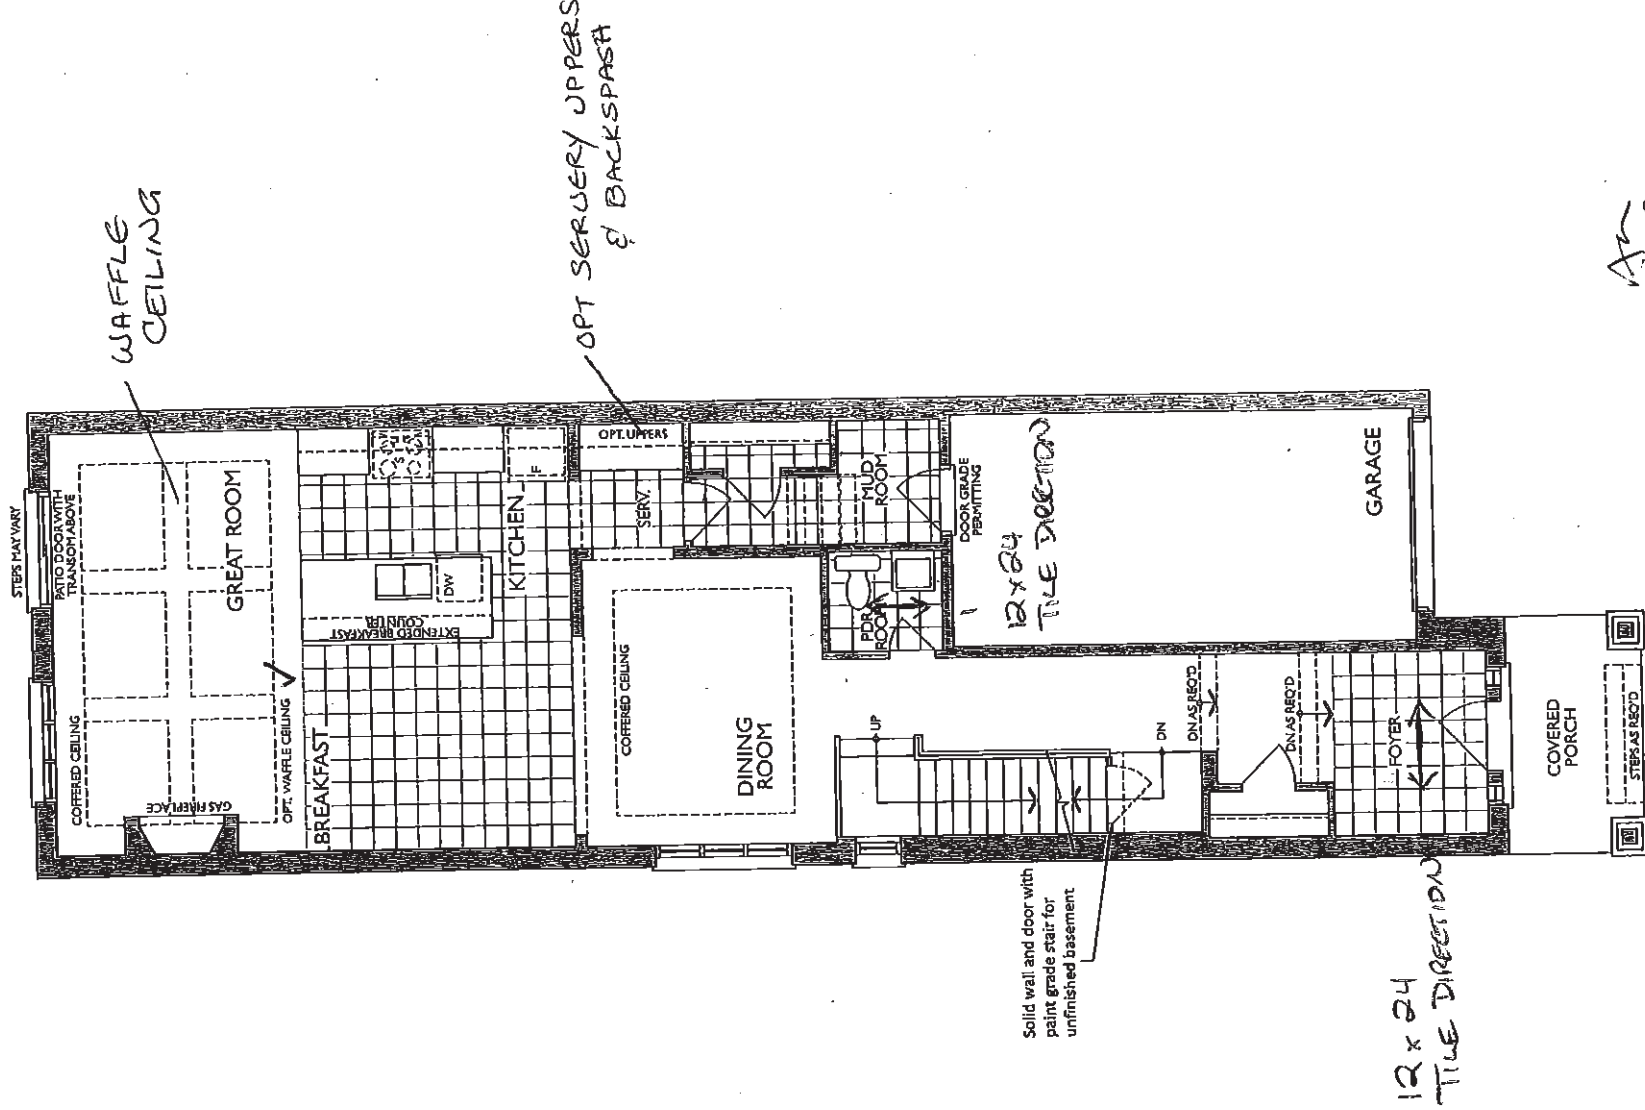 WAFFLE
CEILING
OPT SERVERY UPPERS
& BACKSPASH
STEPS MAY VARY
PATIO DOOR WITH
TRANSOM ABOVE
COFFERED CEILING
GREAT ROOM
GAS FIREPLACE
OPT. WAFFLE CEILING
BREAKFAST
EXTENDED BREAKFAST
COUNTER
DW
KITCHEN
S
F
OPT. UPPERS
SERV.
COFFERED CEILING
DINING
ROOM
MUD
ROOM
DOOR GRADE
PERMITTING
PDR.
ROOM
12x24
TILE DIRECTION
GARAGE
UP
DN
DN AS REQ'D
DN AS REQ'D
FOYER
COVERED
PORCH
STEPS AS REQ'D
Solid wall and door with
paint grade stair for
unfinished basement
12 x 24
TILE DIRECTION